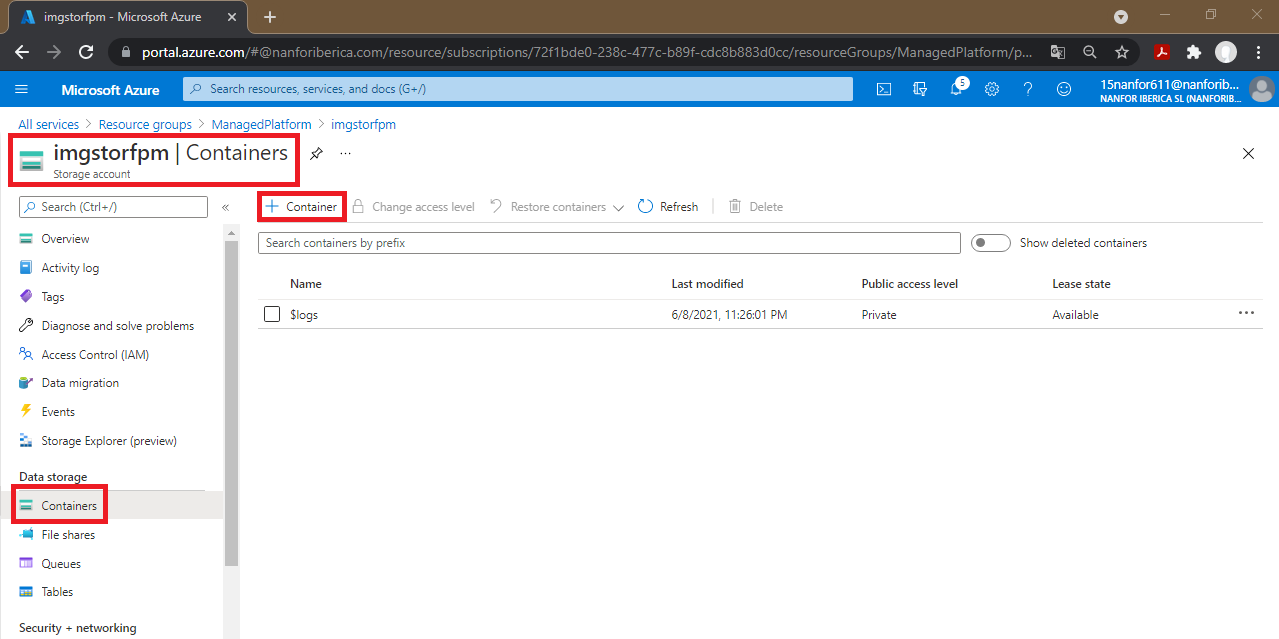 imgstorfpm - Microsoft Azure
portal.azure.com/#@nanforiberica.com/resource/subscriptions/72f1bde0-238c-477c-b89f-cdc8b883d0cc/resourceGroups/ManagedPlatform/p...
Microsoft Azure
Search resources, services, and docs (G+/)
5
15nanfor611@nanforib...
NANFOR IBERICA SL (NANFORIB...
All services > Resource groups > ManagedPlatform > imgstorfpm
imgstorfpm | Containers
...
Storage account
Search (Ctrl+/)
«
Overview
Activity log
Tags
Diagnose and solve problems
Access Control (IAM)
Data migration
Events
Storage Explorer (preview)
Data storage
Containers
File shares
Queues
Tables
Security + networking
+ Container
Change access level
Restore containers
Refresh
Delete
Search containers by prefix
Show deleted containers
Name Last modified Public access level Lease state
$logs 6/8/2021, 11:26:01 PM Private Available ...